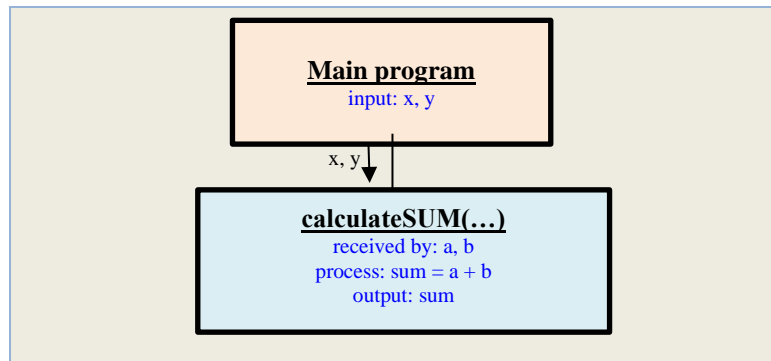 Main program
input: x, y
x, y
calculateSUM(…)
received by: a, b
process: sum = a + b
output: sum